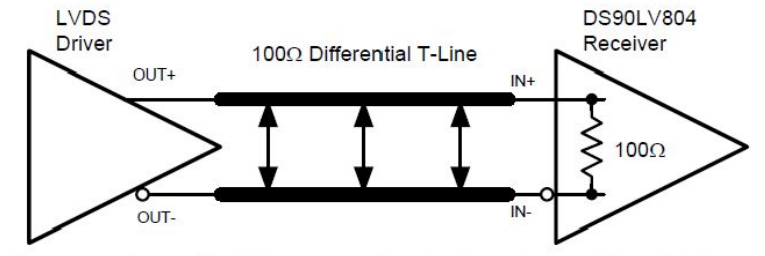 LVDS
Driver
DS90LV804
Receiver
100Ω Differential T-Line
OUT+
IN+
100Ω
OUT-
IN-